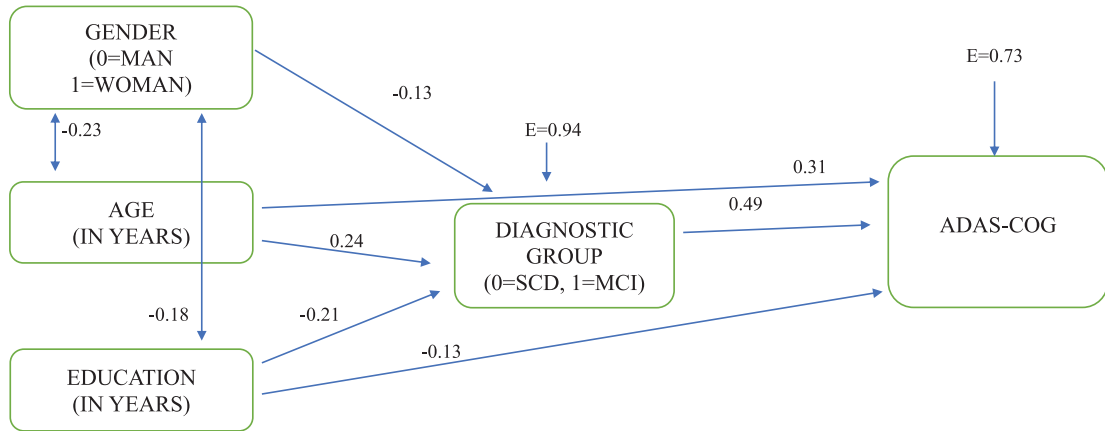 GENDER
(0=MAN
1=WOMAN)
-0.13
E=0.73
-0.23
E=0.94
AGE
(IN YEARS)
0.31
0.24
DIAGNOSTIC
GROUP
(0=SCD, 1=MCI)
0.49
ADAS-COG
-0.18
-0.21
-0.13
EDUCATION
(IN YEARS)